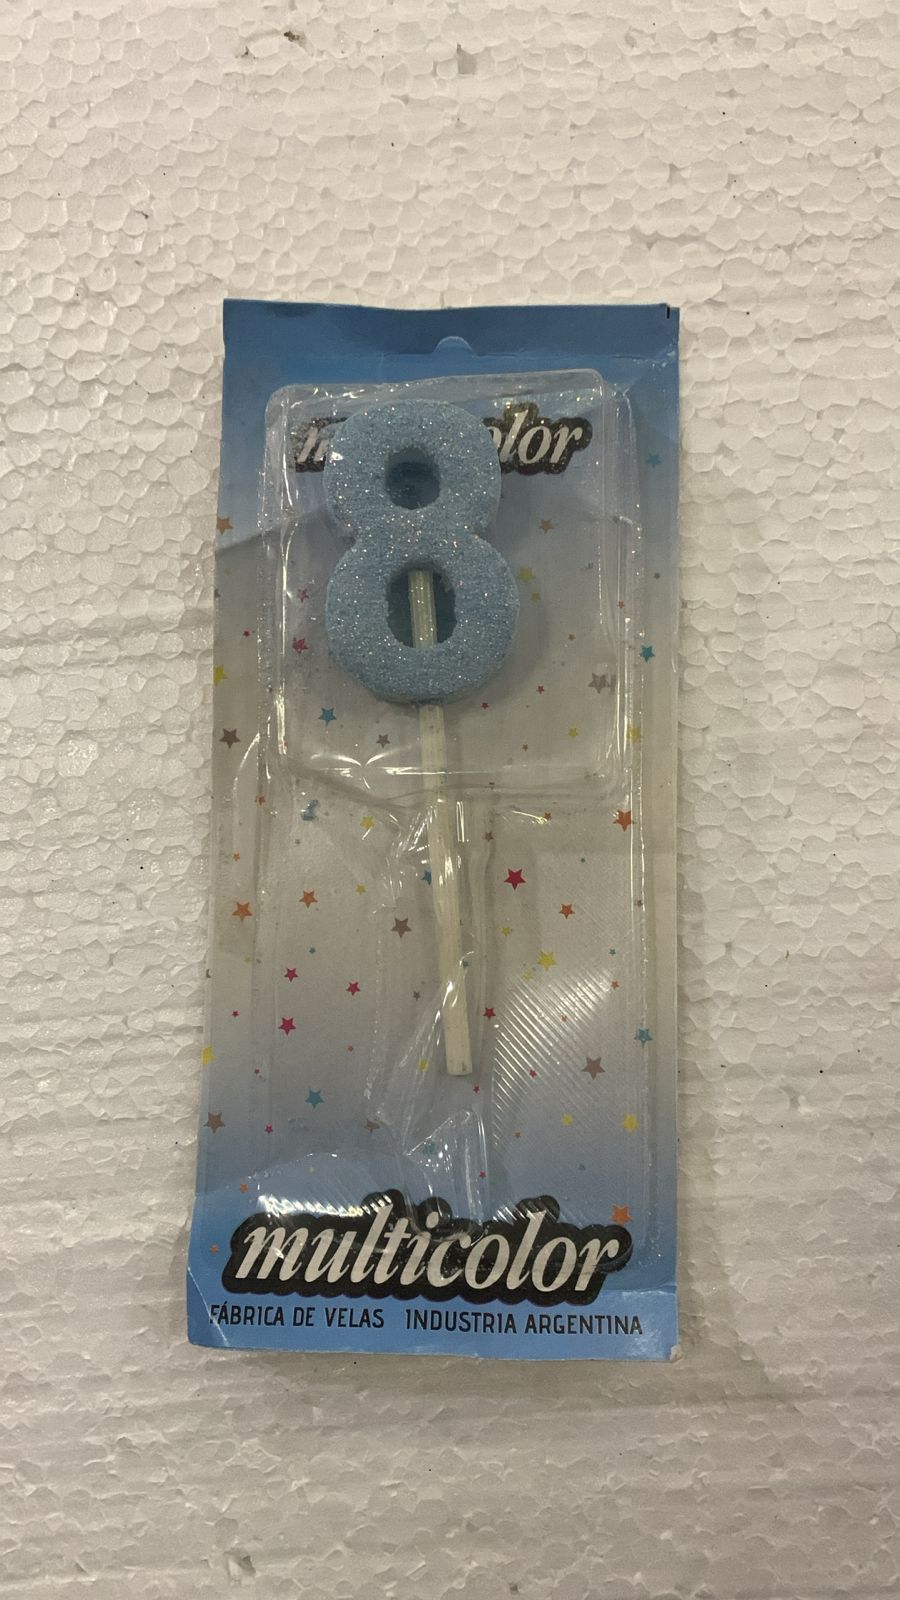 8
multicolor
FÁBRICA DE VELAS INDUSTRIA ARGENTINA